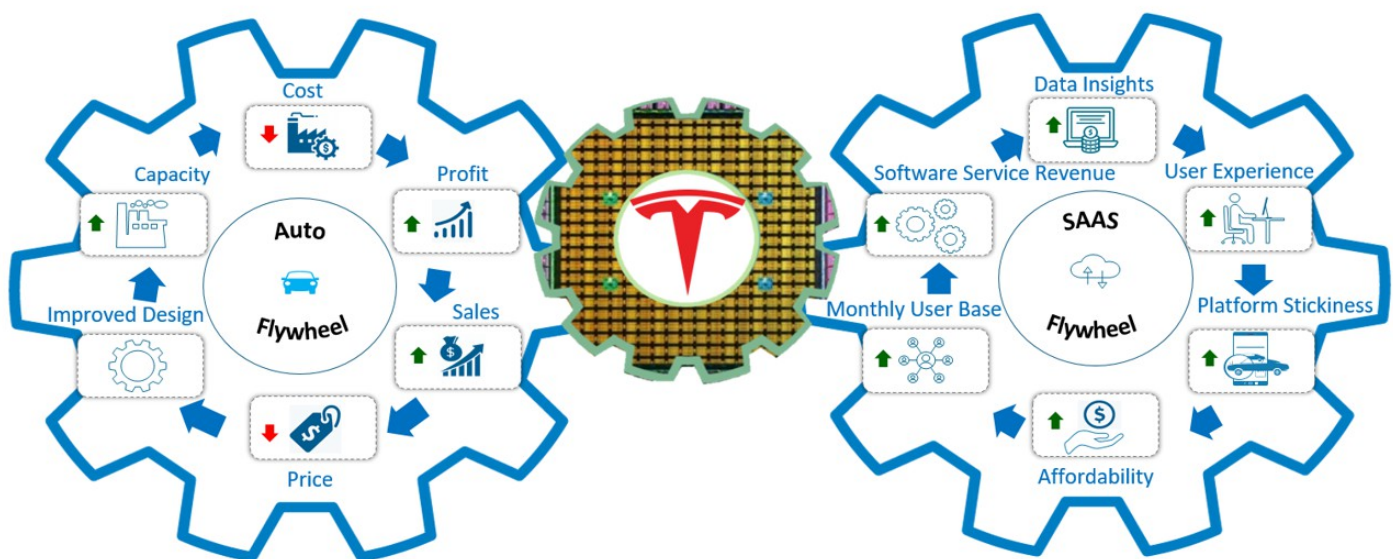 Cost
Profit
Sales
Price
Improved Design
Capacity
Auto
Flywheel
Data Insights
User Experience
Platform Stickiness
Affordability
Monthly User Base
Software Service Revenue
SAAS
Flywheel